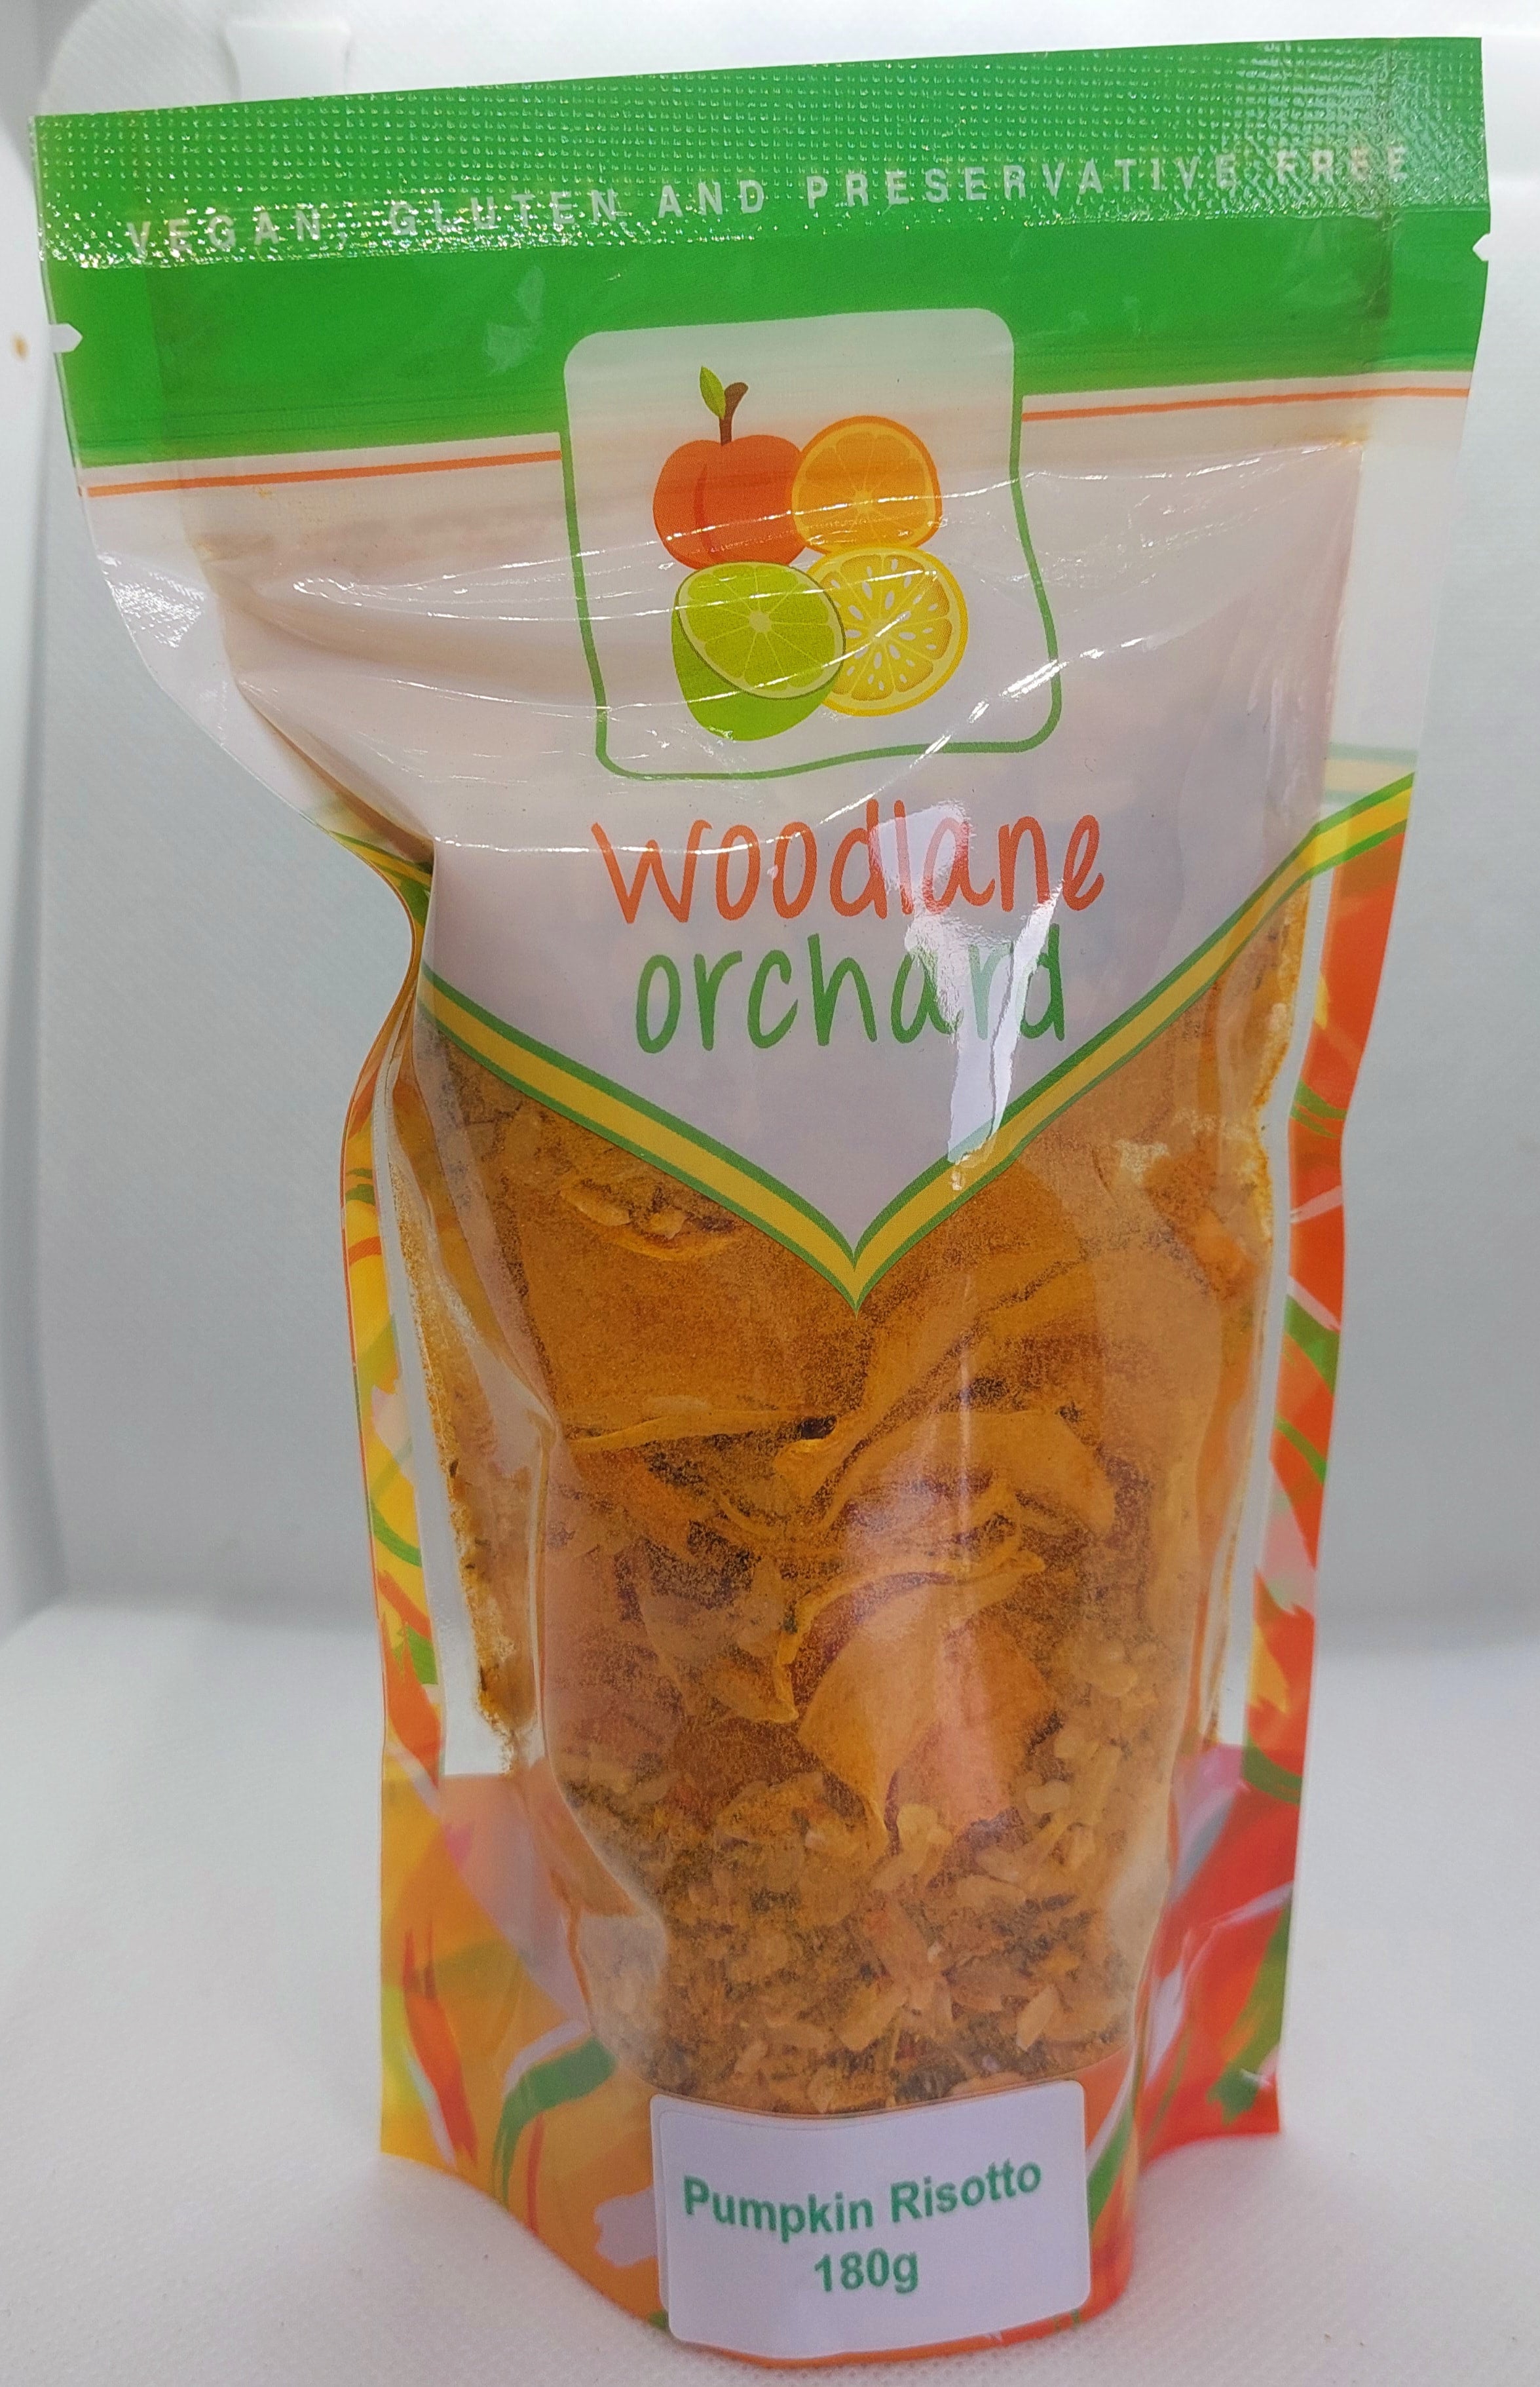 VEGAN, GLUTEN AND PRESERVATIVE FREE
woodlane
orchard
Pumpkin Risotto
180g